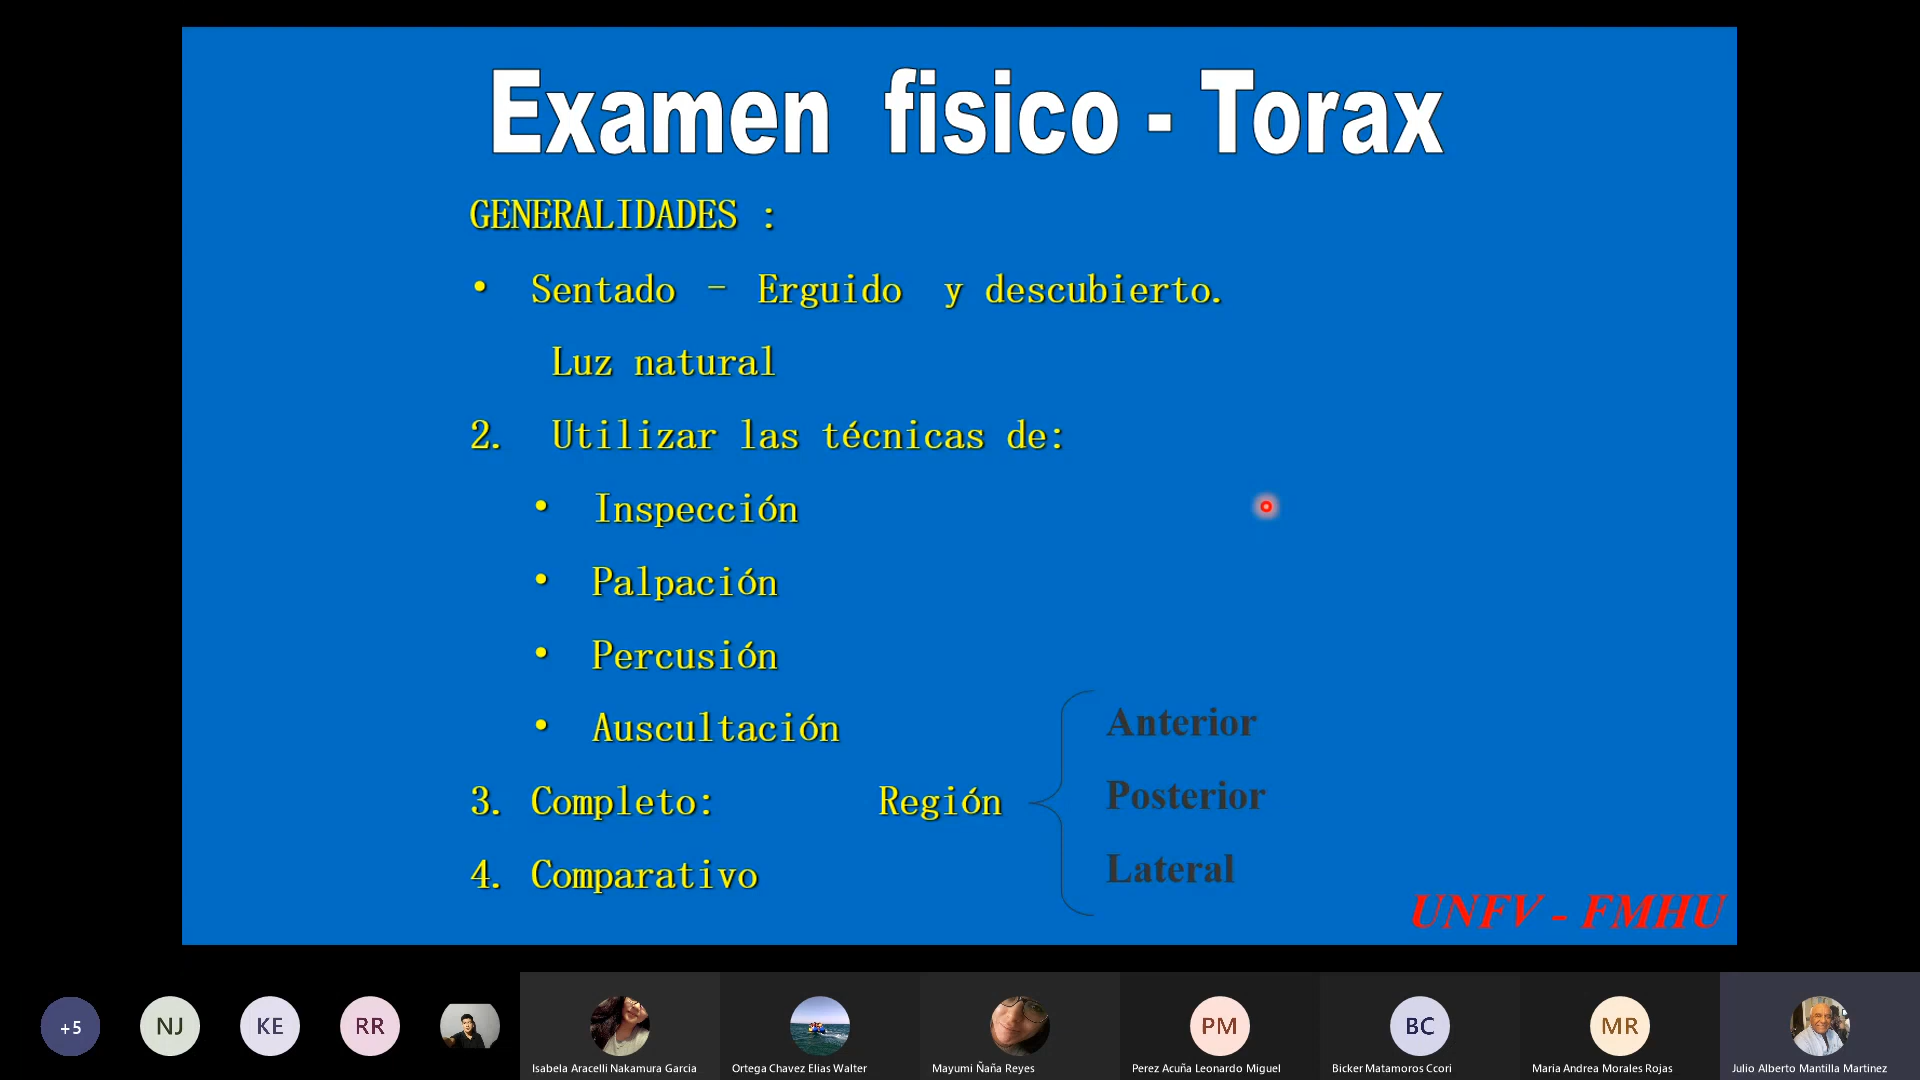 Examen fisico - Torax
GENERALIDADES :
• Sentado - Erguido y descubierto.
Luz natural
2. Utilizar las técnicas de:
• Inspección
• Palpación
• Percusión
• Auscultación
3. Completo: Región
Anterior
Posterior
Lateral
4. Comparativo
UNFV - FMHU
+5
NJ
KE
RR
PM
BC
MR
Isabela Aracelli Nakamura Garcia
Ortega Chavez Elias Walter
Mayumi Ñaña Reyes
Perez Acuña Leonardo Miguel
Bicker Matamoros Ccori
Maria Andrea Morales Rojas
Julio Alberto Mantilla Martinez